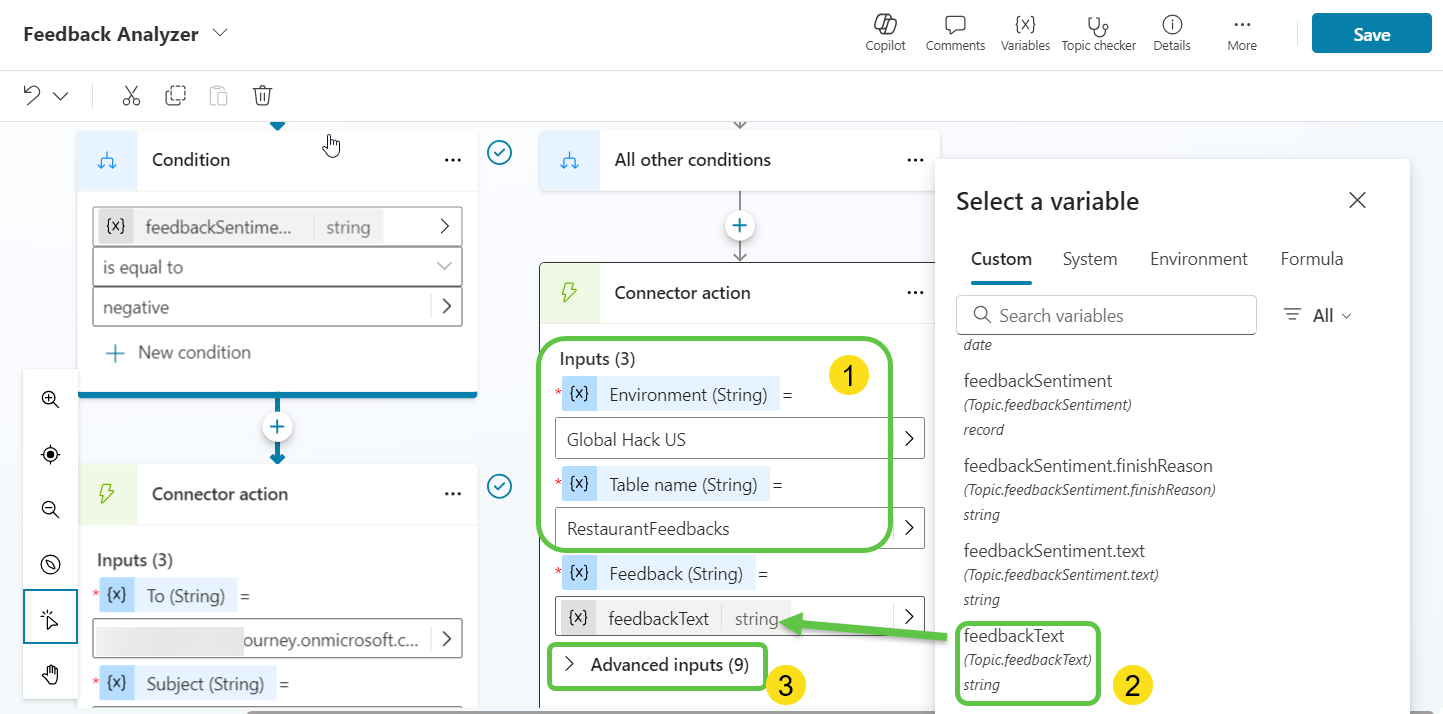 Feedback Analyzer
Copilot
Comments
{x}
Variables
Topic checker
Details
More
Save
Condition
{x} feedbackSentime... string
is equal to
negative
New condition
Connector action
Inputs (3)
* {x} To (String) =
ourney.onmicrosoft.c...
* {x} Subject (String) =
All other conditions
Connector action
Inputs (3)
1
* {x} Environment (String) =
Global Hack US
* {x} Table name (String) =
RestaurantFeedbacks
* {x} Feedback (String) =
{x} feedbackText string
Advanced inputs (9)
3
Select a variable
Custom System Environment Formula
Search variables
All
date
feedbackSentiment
(Topic.feedbackSentiment)
record
feedbackSentiment.finishReason
(Topic.feedbackSentiment.finishReason)
string
feedbackSentiment.text
(Topic.feedbackSentiment.text)
string
feedbackText
(Topic.feedbackText)
string
2